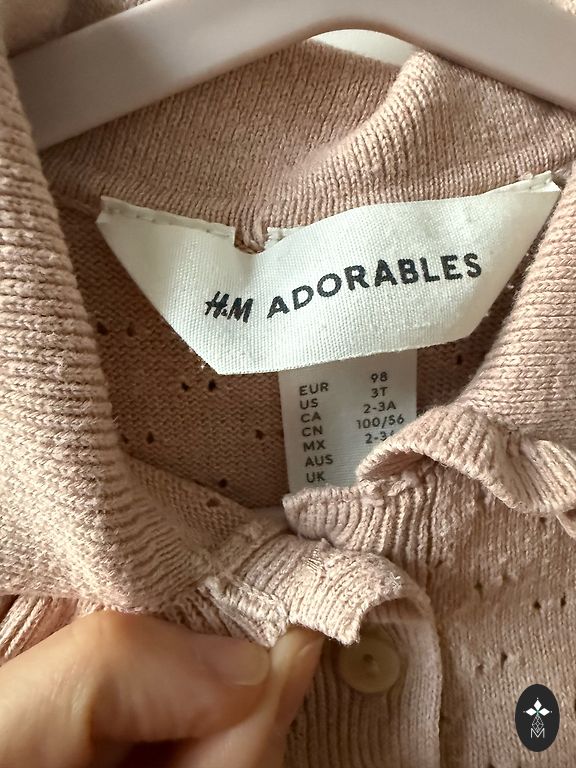 H&M ADORABLES
EUR 98
US 3T
CA 2-3A
CN 100/56
MX 2-3
AUS
UK
M